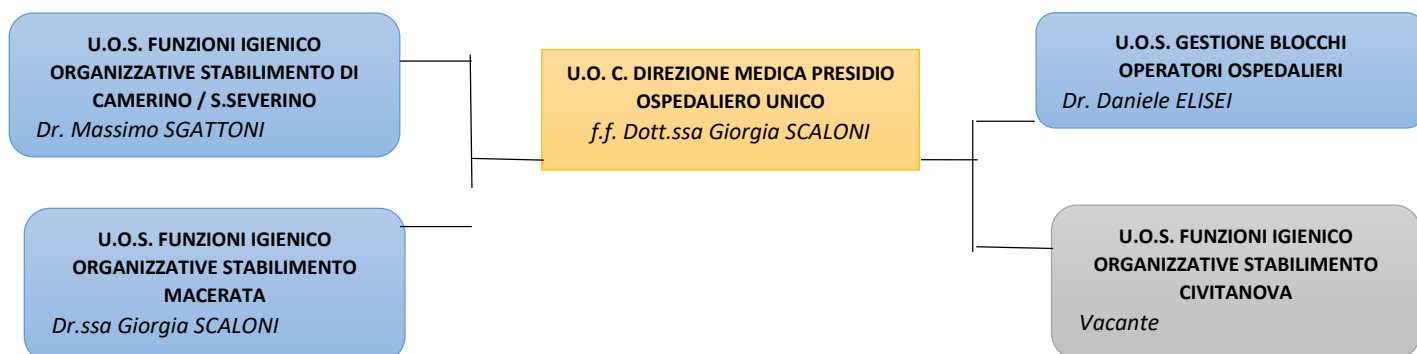 U.O.S. FUNZIONI IGIENICO
ORGANIZZATIVE STABILIMENTO DI
CAMERINO / S.SEVERINO
Dr. Massimo SGATTONI
U.O. C. DIREZIONE MEDICA PRESIDIO
OSPEDALIERO UNICO
f.f. Dott.ssa Giorgia SCALONI
U.O.S. GESTIONE BLOCCHI
OPERATORI OSPEDALIERI
Dr. Daniele ELISEI
U.O.S. FUNZIONI IGIENICO
ORGANIZZATIVE STABILIMENTO
MACERATA
Dr.ssa Giorgia SCALONI
U.O.S. FUNZIONI IGIENICO
ORGANIZZATIVE STABILIMENTO
CIVITANOVA
Vacante